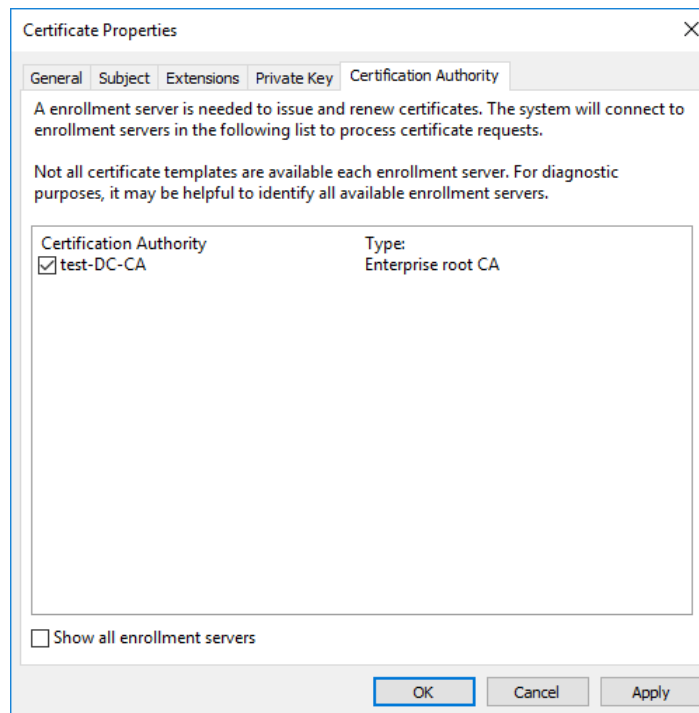 Certificate Properties
General Subject Extensions Private Key Certification Authority
A enrollment server is needed to issue and renew certificates. The system will connect to
enrollment servers in the following list to process certificate requests.
Not all certificate templates are available each enrollment server. For diagnostic
purposes, it may be helpful to identify all available enrollment servers.
Certification Authority Type:
test-DC-CA Enterprise root CA
Show all enrollment servers
OK Cancel Apply